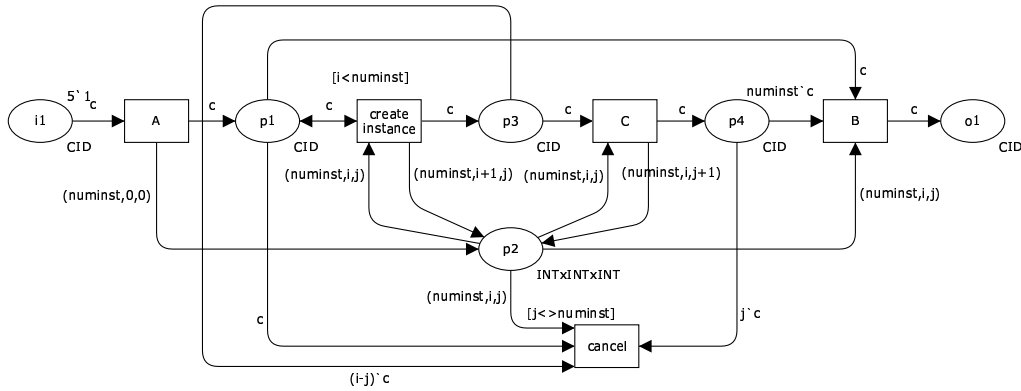 [i<numinst]
5`1
c
c
c
c
c
c
numinst`c
c
c
i1
A
p1
create
instance
p3
C
p4
B
o1
CID
CID
CID
CID
CID
(numinst,0,0)
(numinst,i,j)
(numinst,i+1,j)
(numinst,i,j)
(numinst,i,j+1)
(numinst,i,j)
p2
INTxINTxINT
(numinst,i,j)
[j<>numinst]
c
j`c
cancel
(i-j)`c